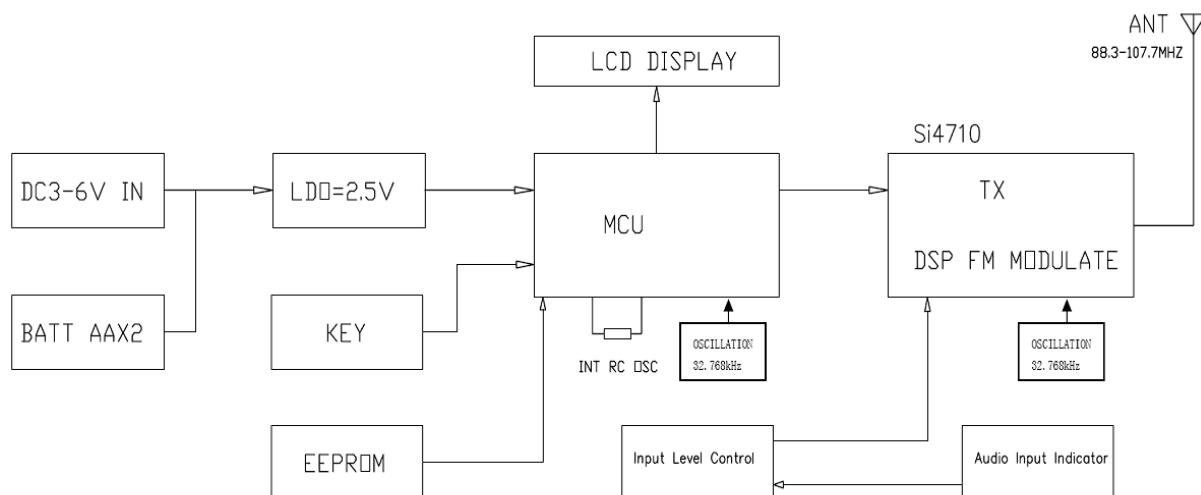 ANT
88.3-107.7MHZ
LCD DISPLAY
Si4710
DC3-6V IN
LDO=2.5V
MCU
TX
DSP FM MODULATE
BATT AAX2
KEY
INT RC OSC
OSCILLATION
32.768kHz
OSCILLATION
32.768kHz
EEPROM
Input Level Control
Audio Input Indicator